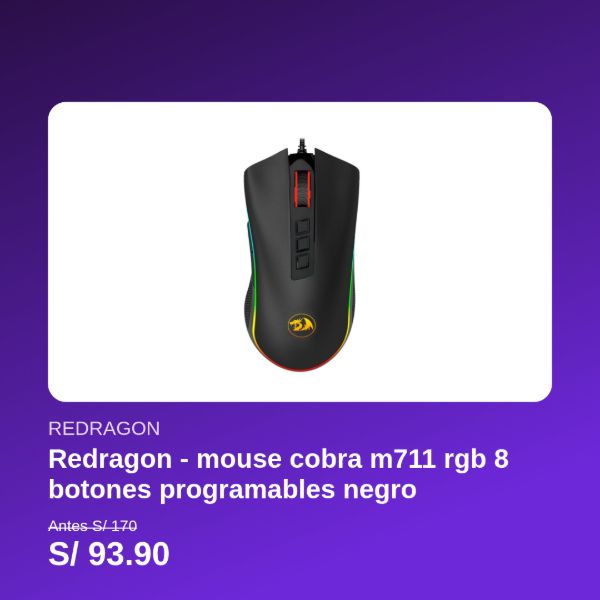 REDRAGON
Redragon - mouse cobra m711 rgb 8
botones programables negro
Antes S/ 170
S/ 93.90